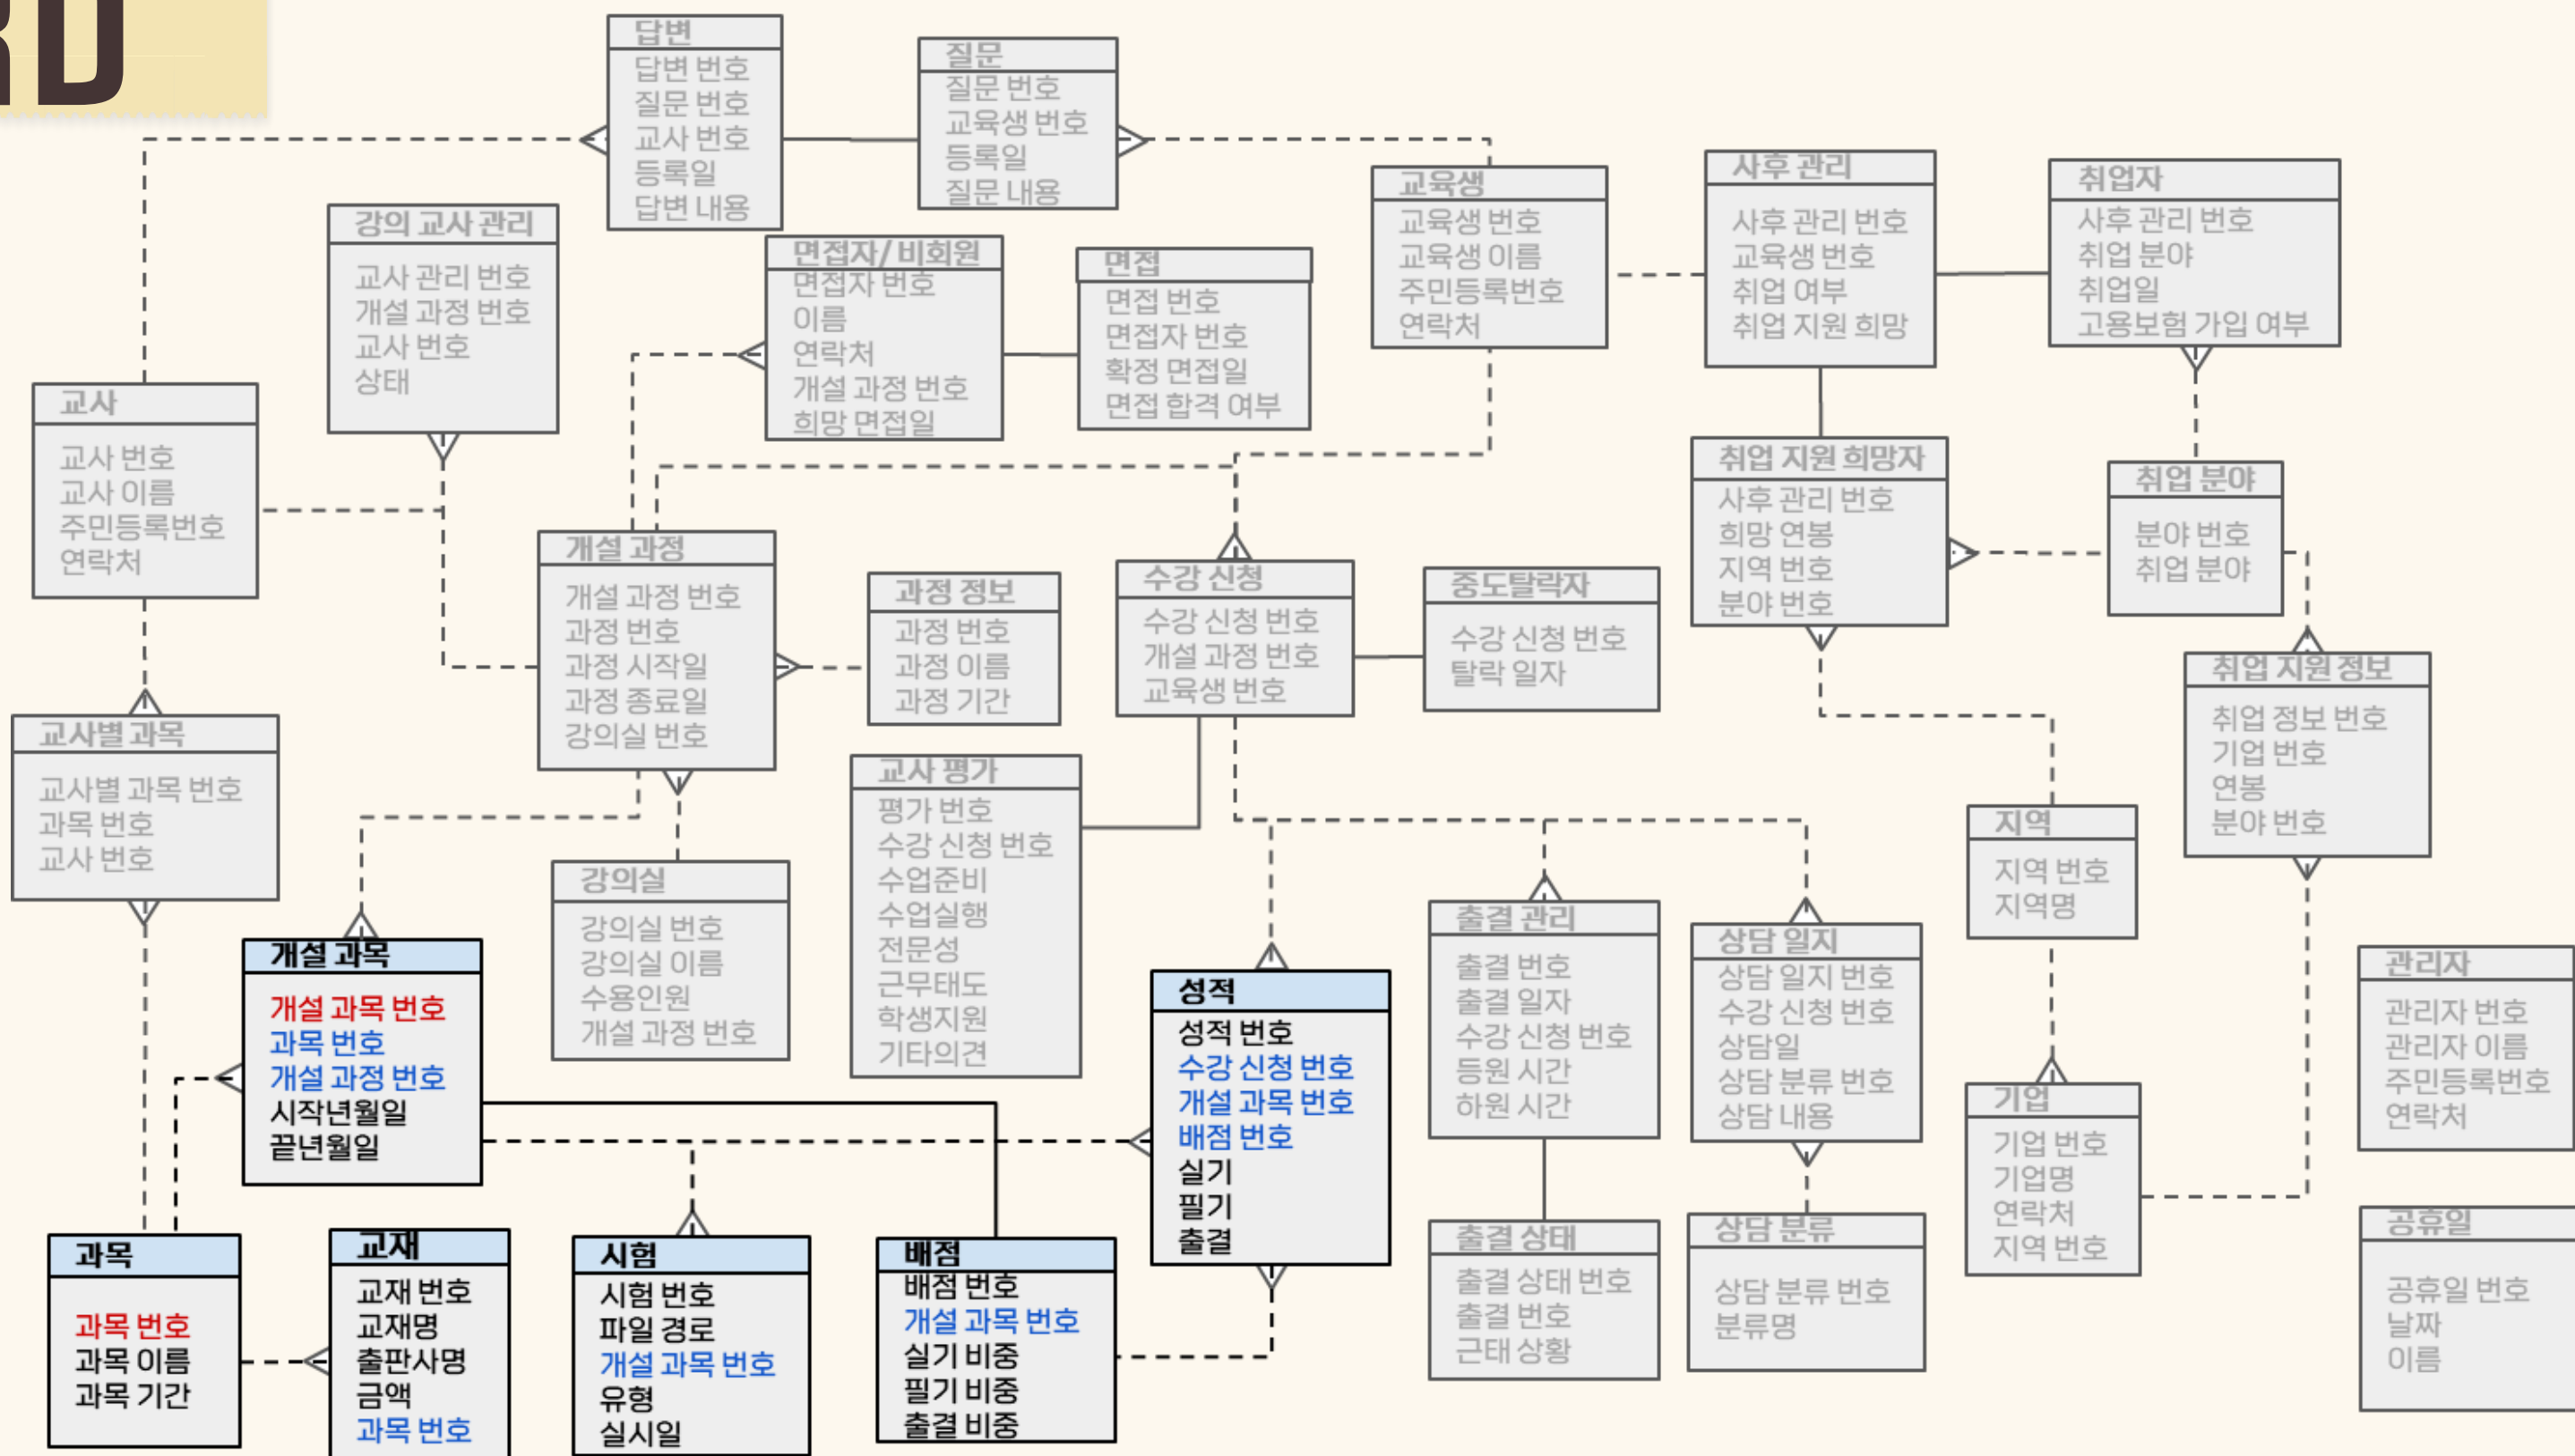 RD
답변
답변 번호
질문 번호
교사 번호
등록일
답변 내용
질문
질문 번호
교육생 번호
등록일
질문 내용
교육생
교육생 번호
교육생 이름
주민등록번호
연락처
사후 관리
사후 관리 번호
교육생 번호
취업 여부
취업 지원 희망
취업자
사후 관리 번호
취업 분야
취업일
고용보험 가입 여부
강의 교사 관리
교사 관리 번호
개설 과정 번호
교사 번호
상태
면접자/ 비회원
면접자 번호
이름
연락처
개설 과정 번호
희망 면접일
면접
면접 번호
면접자 번호
확정 면접일
면접 합격 여부
교사
교사 번호
교사 이름
주민등록번호
연락처
취업 지원 희망자
사후 관리 번호
희망 연봉
지역 번호
분야 번호
취업 분야
분야 번호
취업 분야
개설 과정
개설 과정 번호
과정 번호
과정 시작일
과정 종료일
강의실 번호
과정 정보
과정 번호
과정 이름
과정 기간
수강 신청
수강 신청 번호
개설 과정 번호
교육생 번호
중도탈락자
수강 신청 번호
탈락 일자
취업 지원 정보
취업 정보 번호
기업 번호
연봉
분야 번호
교사별 과목
교사별 과목 번호
과목 번호
교사 번호
교사 평가
평가 번호
수강 신청 번호
수업준비
수업실행
전문성
근무태도
학생지원
기타의견
지역
지역 번호
지역명
강의실
강의실 번호
강의실 이름
수용인원
개설 과정 번호
출결 관리
출결 번호
출결 일자
수강 신청 번호
등원 시간
하원 시간
상담 일지
상담 일지 번호
수강 신청 번호
상담일
상담 분류 번호
상담 내용
개설 과목
개설 과목 번호
과목 번호
개설 과정 번호
시작년월일
끝년월일
성적
성적 번호
수강 신청 번호
개설 과목 번호
배점 번호
실기
필기
출결
관리자
관리자 번호
관리자 이름
주민등록번호
연락처
기업
기업 번호
기업명
연락처
지역 번호
과목
과목 번호
과목 이름
과목 기간
교재
교재 번호
교재명
출판사명
금액
과목 번호
시험
시험 번호
파일 경로
개설 과목 번호
유형
실시일
배점
배점 번호
개설 과목 번호
실기 비중
필기 비중
출결 비중
출결 상태
출결 상태 번호
출결 번호
근태 상황
상담 분류
상담 분류 번호
분류명
공휴일
공휴일 번호
날짜
이름